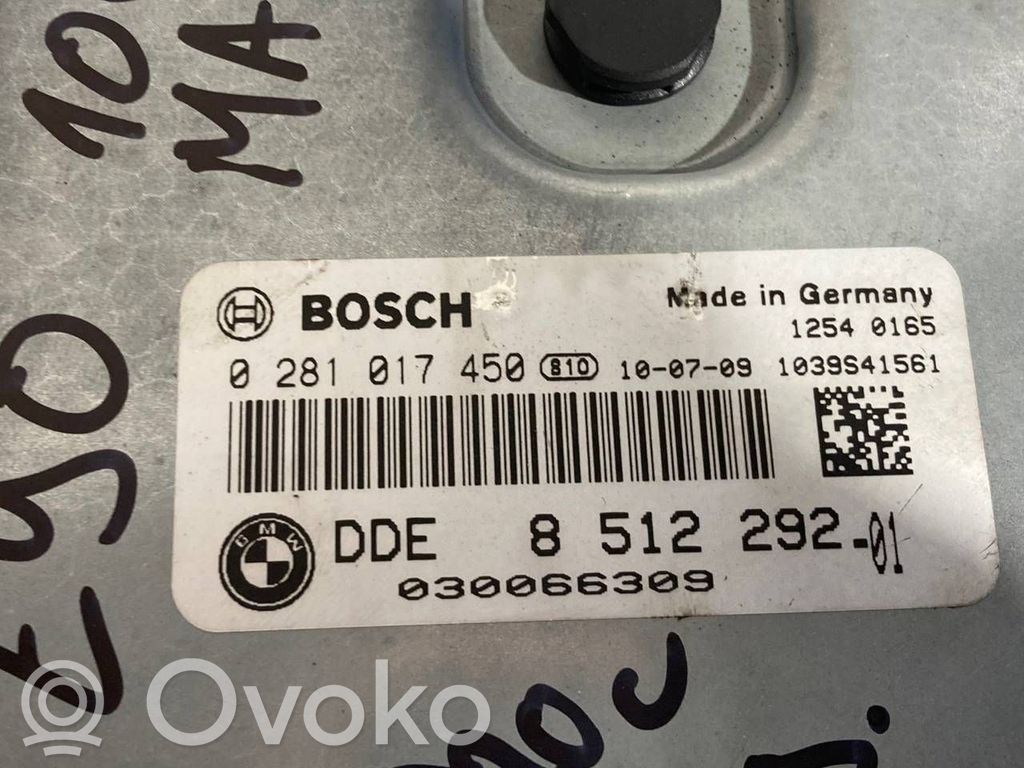 10
MA
E90
BOSCH
Made in Germany
1254 0165
0 281 017 450 810 10-07-09 1039S41561
BMW
DDE 8 512 292-01
030066309
Ovoko